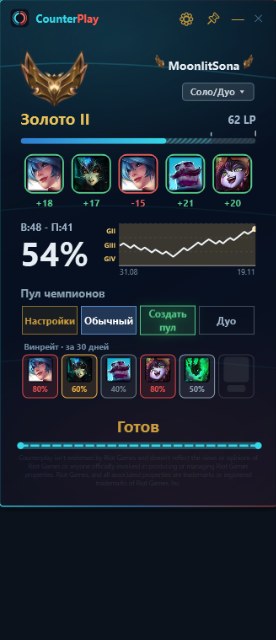 CounterPlay
MoonlitSona
Соло/Дуо
Золото II
62 LP
+18
+17
-15
+21
+20
В:48 - П:41
54%
GII
GIII
GIV
31.08
19.11
Пул чемпионов
Настройки
Обычный
Создать
пул
Дуо
Винрейт · за 30 дней
80%
60%
40%
80%
50%
Готов